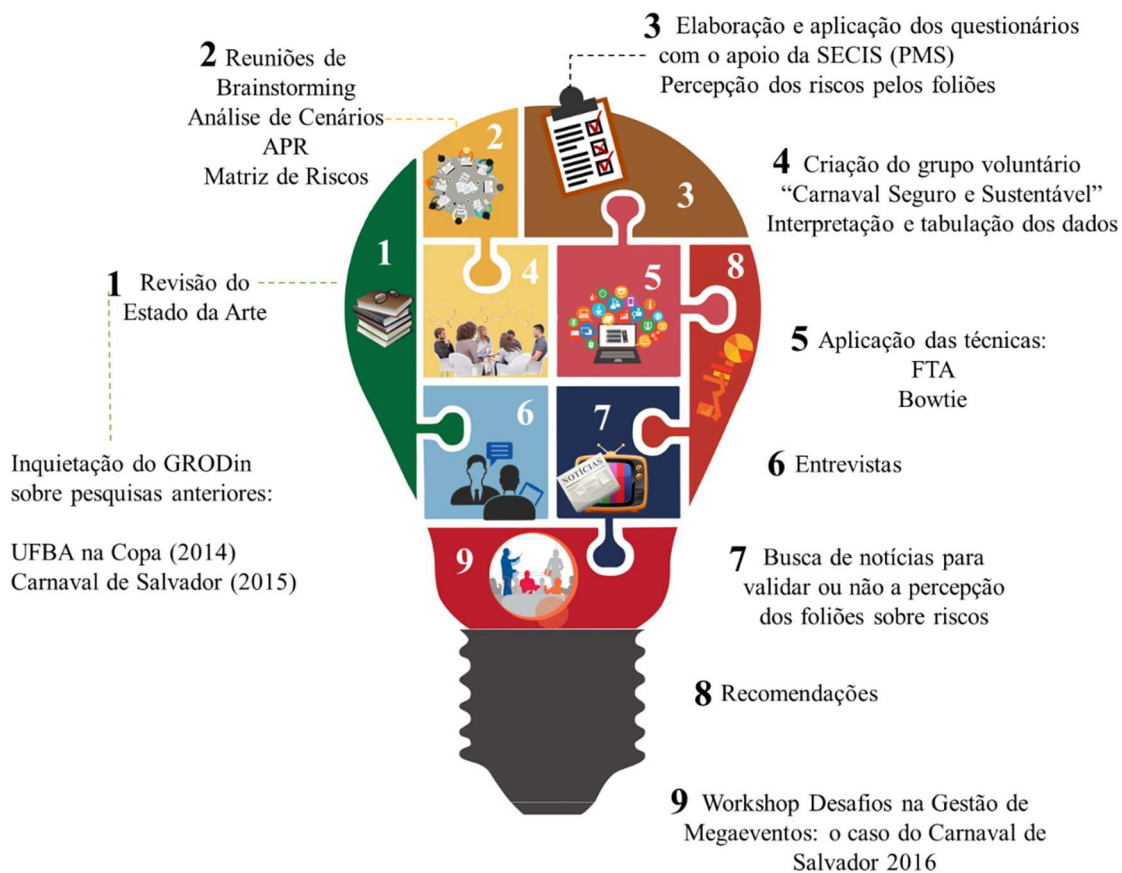 2 Reuniões de
Brainstorming
Análise de Cenários
APR
Matriz de Riscos
3 Elaboração e aplicação dos questionários
com o apoio da SECIS (PMS)
Percepção dos riscos pelos foliões
4 Criação do grupo voluntário
“Carnaval Seguro e Sustentável”
Interpretação e tabulação dos dados
1 Revisão do
Estado da Arte
Inquietação do GRODin
sobre pesquisas anteriores:
UFBA na Copa (2014)
Carnaval de Salvador (2015)
5 Aplicação das técnicas:
FTA
Bowtie
6 Entrevistas
7 Busca de notícias para
validar ou não a percepção
dos foliões sobre riscos
8 Recomendações
9 Workshop Desafios na Gestão de
Megaeventos: o caso do Carnaval de
Salvador 2016
1
2
3
4
5
8
6
7
NOTÍCIAS
9